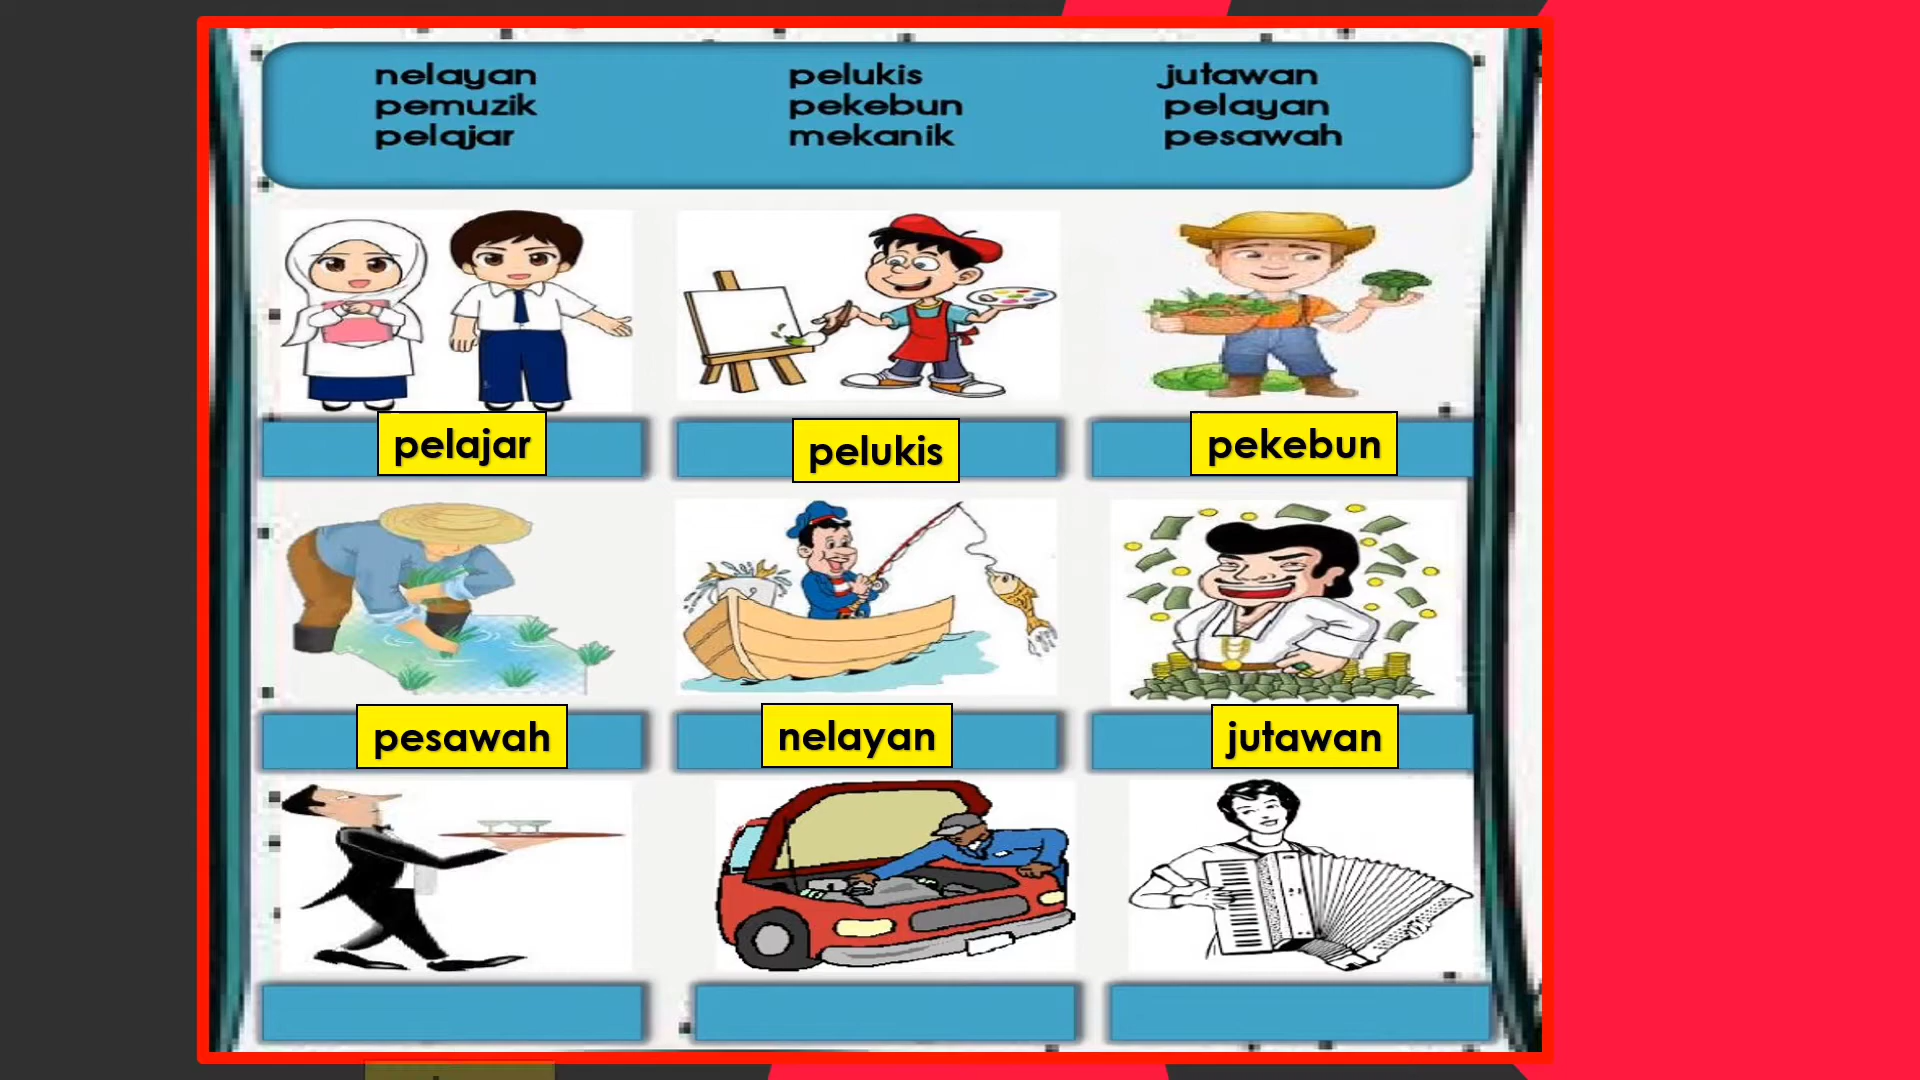 nelayan pelukis jutawan
pemuzik pekebun pelayan
pelajar mekanik pesawah
pelajar pelukis pekebun
pesawah nelayan jutawan